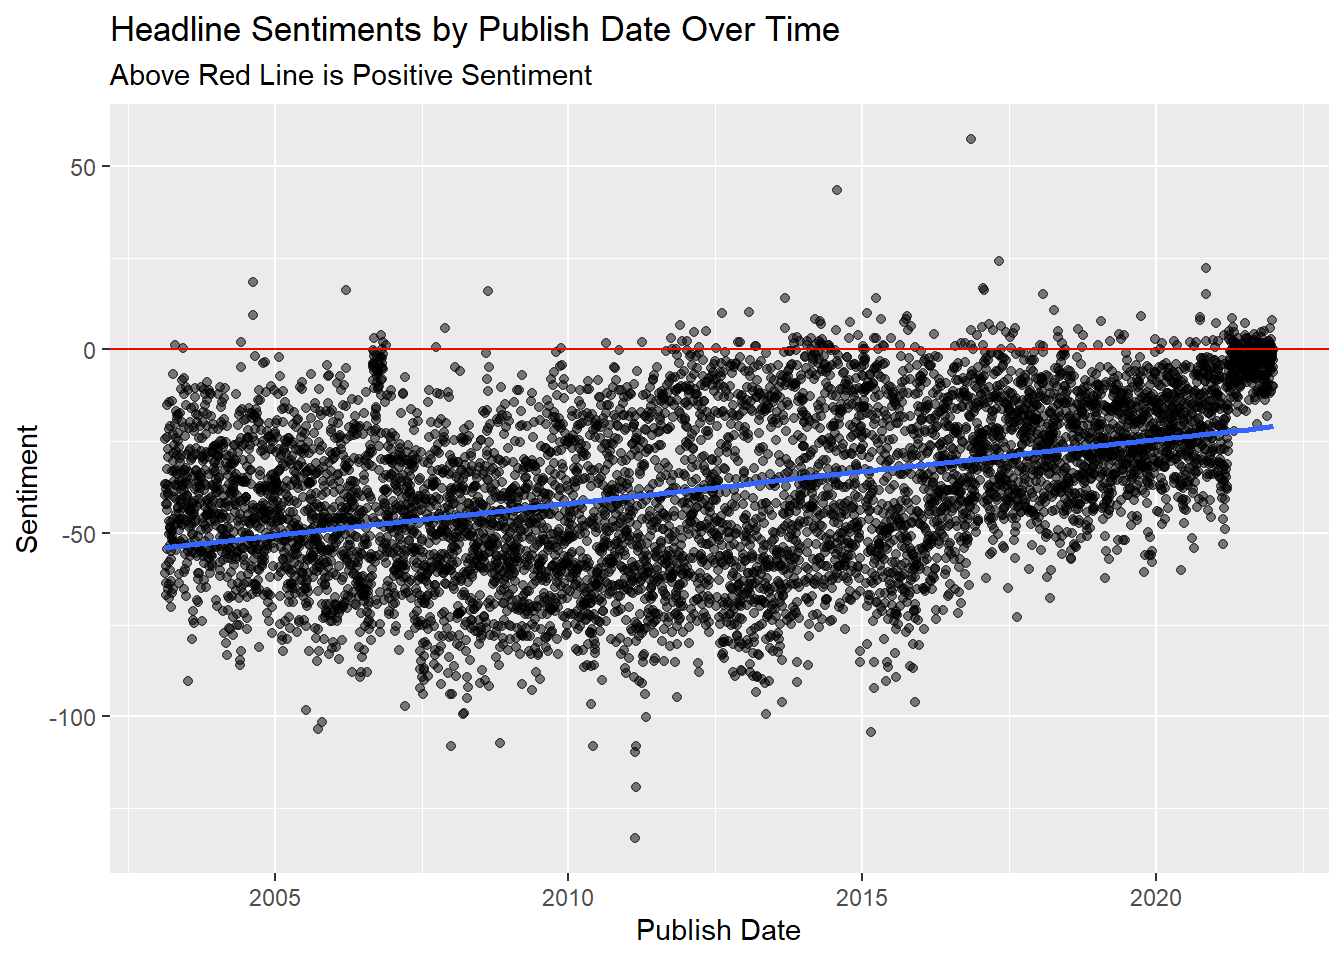 Headline Sentiments by Publish Date Over Time
Above Red Line is Positive Sentiment
50
0
-50
-100
Sentiment
2005
2010
2015
2020
Publish Date